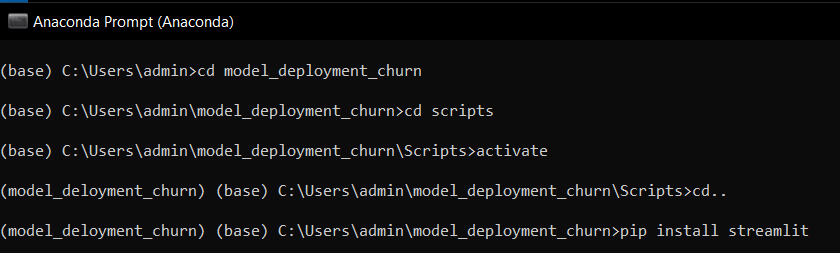 Anaconda Prompt (Anaconda)
(base) C:\Users\admin>cd model_deployment_churn
(base) C:\Users\admin\model_deployment_churn>cd scripts
(base) C:\Users\admin\model_deployment_churn\Scripts>activate
(model_deloyment_churn) (base) C:\Users\admin\model_deployment_churn\Scripts>cd..
(model_deloyment_churn) (base) C:\Users\admin\model_deployment_churn>pip install streamlit